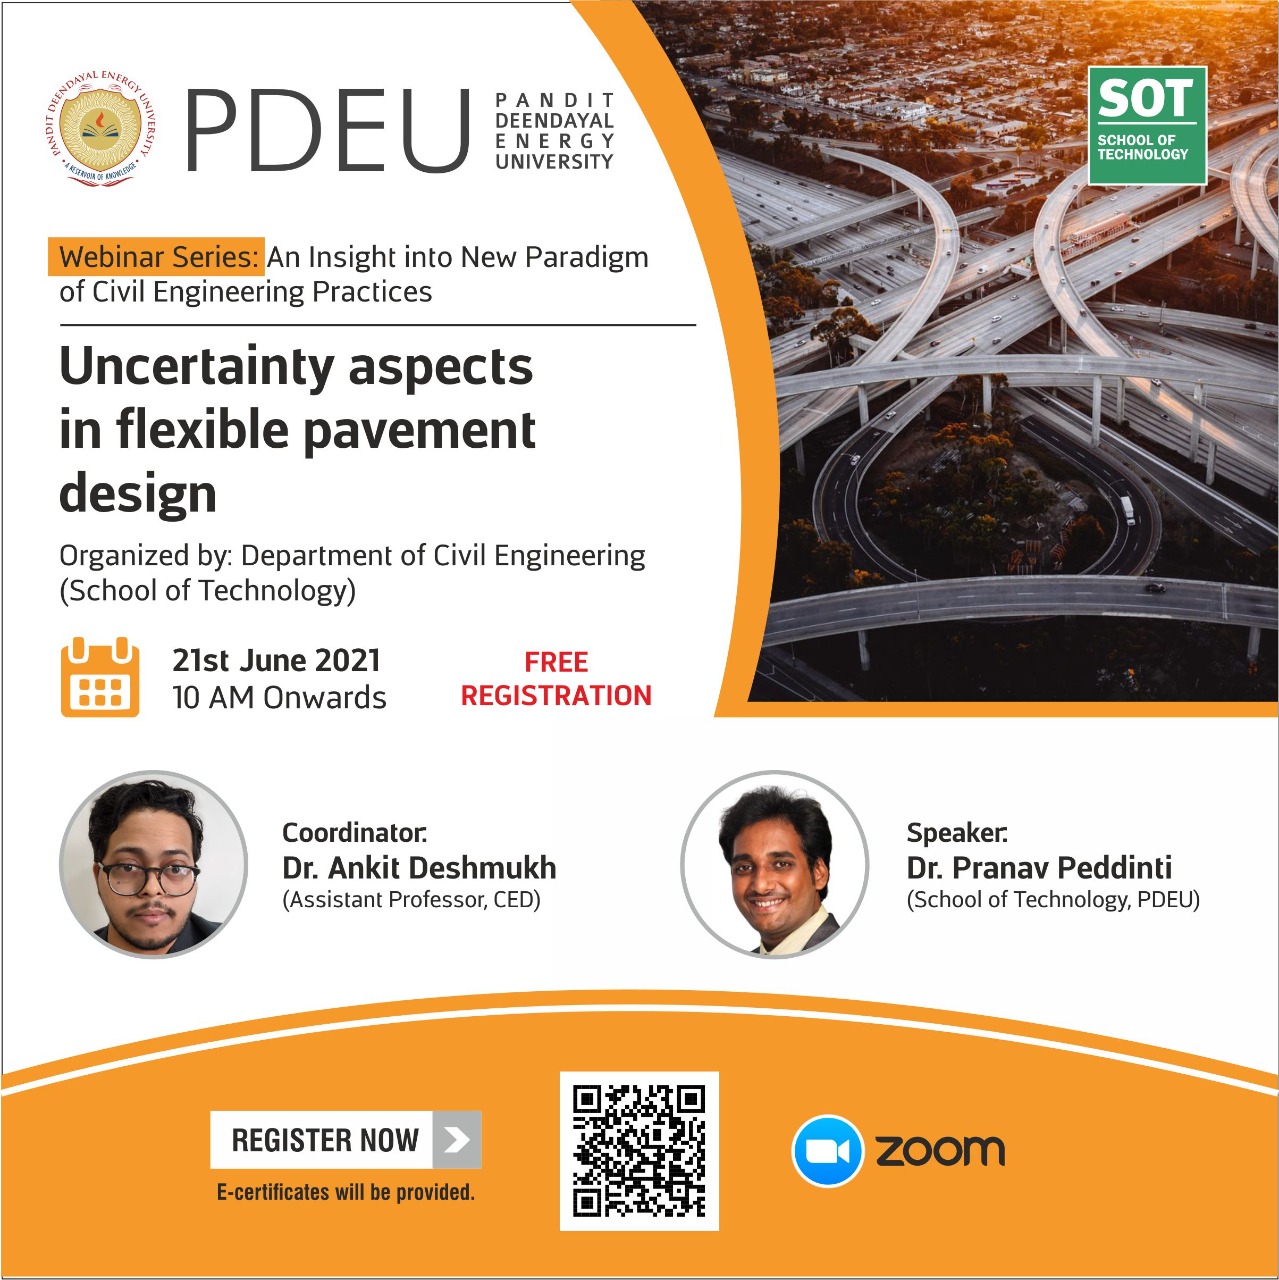 PANDIT DEENDAYAL ENERGY UNIVERSITY
• A RESERVOIR OF KNOWLEDGE •
PDEU
PANDIT
DEENDAYAL
ENERGY
UNIVERSITY
SOT
SCHOOL OF
TECHNOLOGY
Webinar Series: An Insight into New Paradigm
of Civil Engineering Practices
Uncertainty aspects
in flexible pavement
design
Organized by: Department of Civil Engineering
(School of Technology)
21st June 2021
10 AM Onwards
FREE
REGISTRATION
Coordinator:
Dr. Ankit Deshmukh
(Assistant Professor, CED)
Speaker:
Dr. Pranav Peddinti
(School of Technology, PDEU)
REGISTER NOW
E-certificates will be provided.
zoom